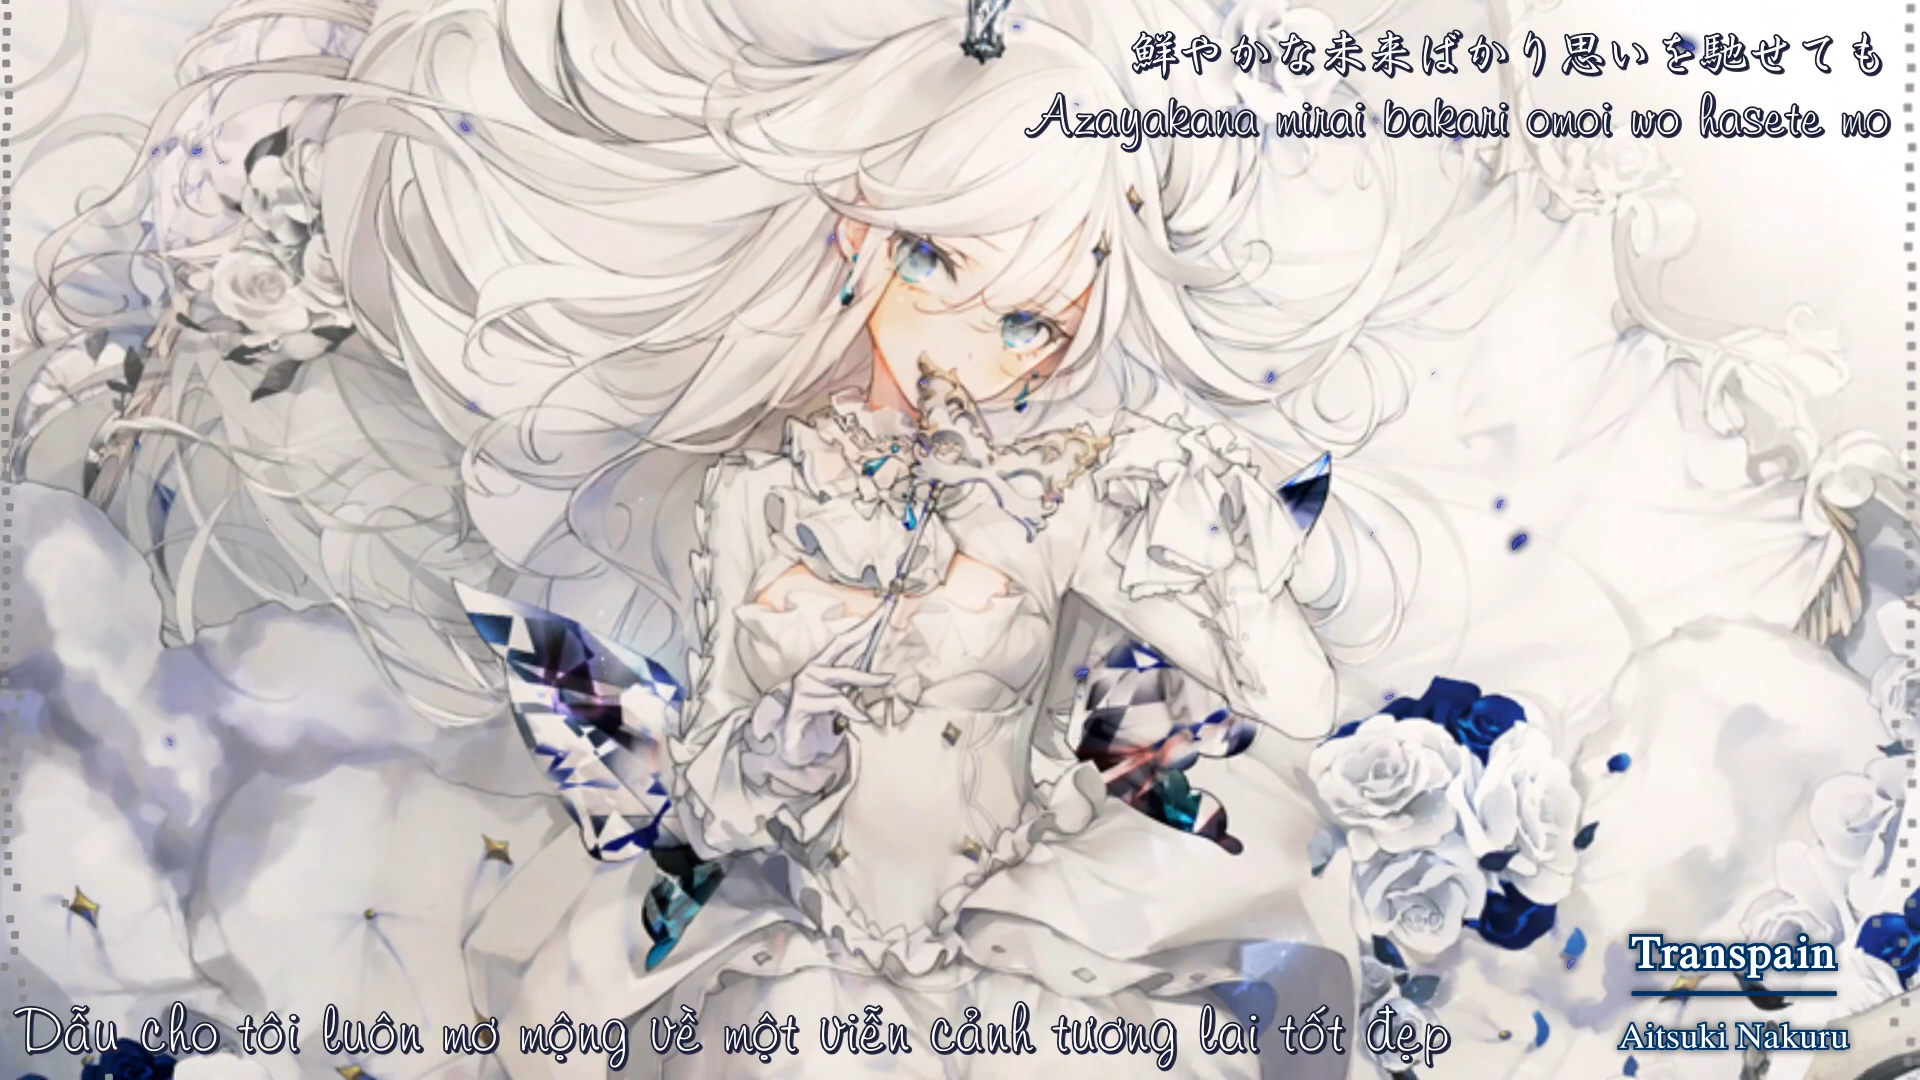 鮮やかな未来ばかり思いを馳せても
Azayakana mirai bakari omoi wo hasete mo
Transpain
Aitsuki Nakuru
Dẫu cho tôi luôn mơ mộng về một viễn cảnh tương lai tốt đẹp